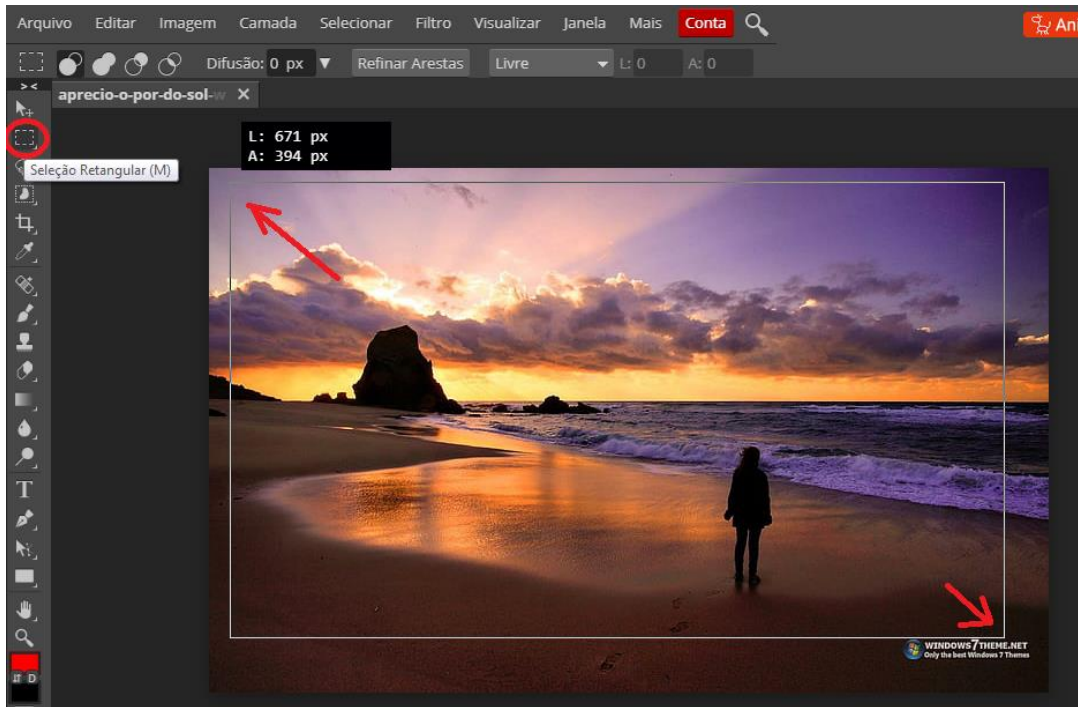 Arquivo Editar Imagem Camada Selecionar Filtro Visualizar Janela Mais Conta Ani
Difusão: 0 px ▼ Refinar Arestas Livre L: 0 A: 0
aprecio-o-por-do-sol-w X
L: 671 px
A: 394 px
Seleção Retangular (M)
T
D
WINDOWS7THEME.NET
Only the best Windows 7 Themes